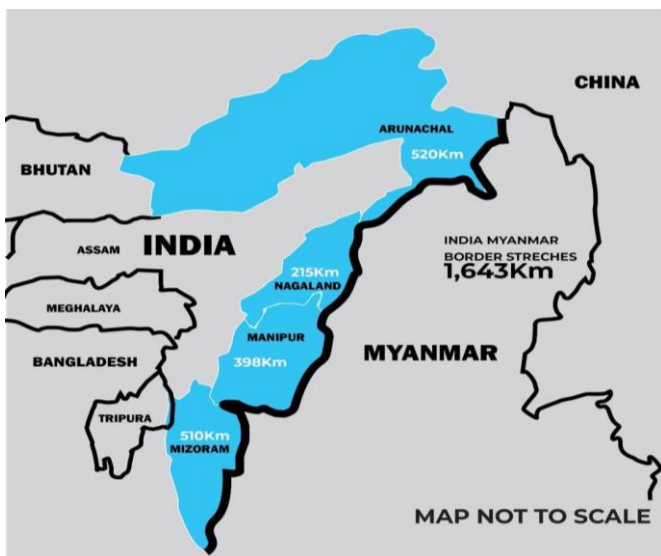 CHINA
ARUNACHAL
520Km
BHUTAN
INDIA
ASSAM
INDIA MYANMAR
BORDER STRECHES
1,643Km
215Km
NAGALAND
MEGHALAYA
MANIPUR
398Km
MYANMAR
BANGLADESH
TRIPURA
510Km
MIZORAM
MAP NOT TO SCALE